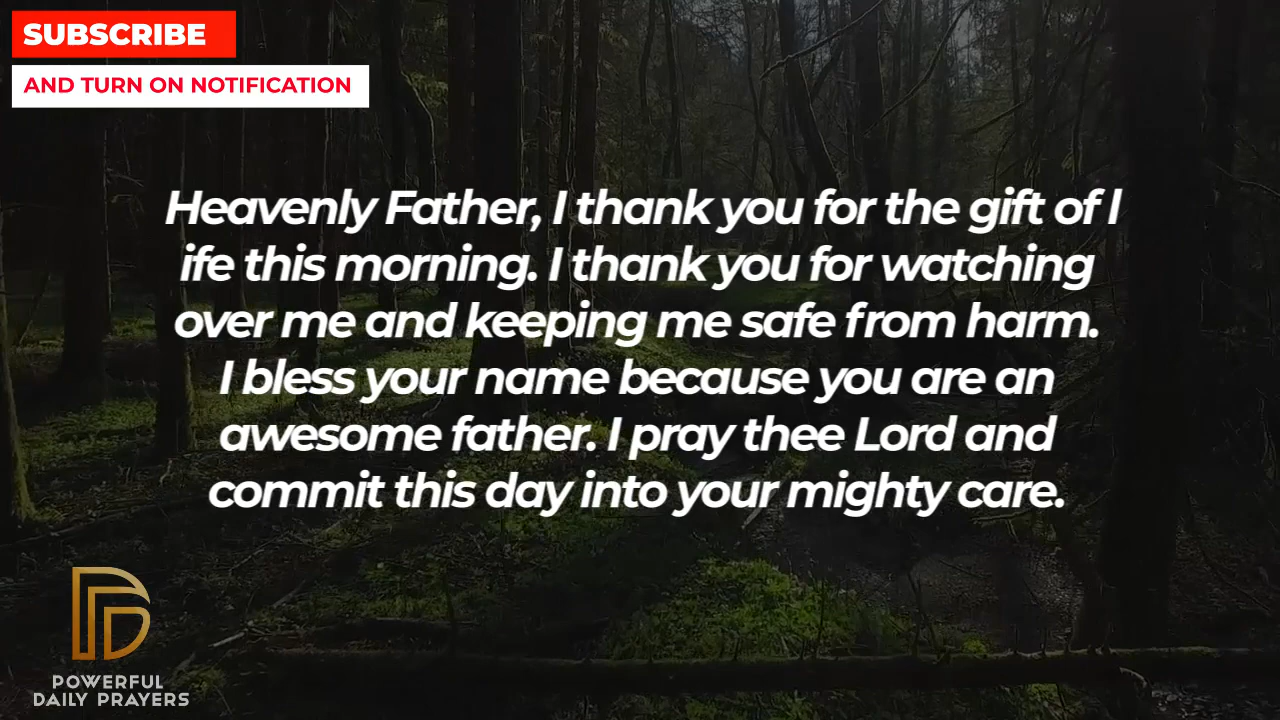 SUBSCRIBE
AND TURN ON NOTIFICATION
Heavenly Father, I thank you for the gift of l
ife this morning. I thank you for watching
over me and keeping me safe from harm.
I bless your name because you are an
awesome father. I pray thee Lord and
commit this day into your mighty care.
POWERFUL
DAILY PRAYERS